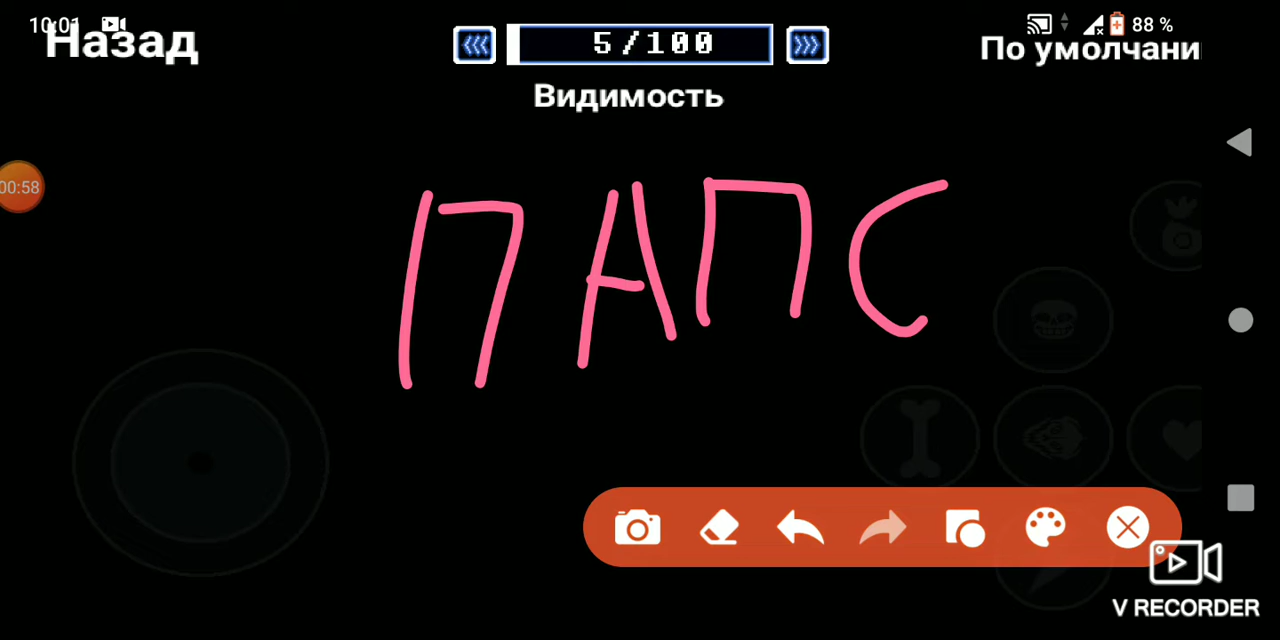 10:01 88 %
Назад 5/100 По умолчани
Видимость
00:58
ПАПС
V RECORDER